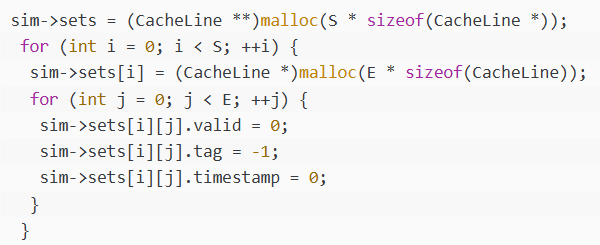 sim->sets = (CacheLine **)malloc(S * sizeof(CacheLine *));
for (int i = 0; i < S; ++i) {
sim->sets[i] = (CacheLine *)malloc(E * sizeof(CacheLine));
for (int j = 0; j < E; ++j) {
sim->sets[i][j].valid = 0;
sim->sets[i][j].tag = -1;
sim->sets[i][j].timestamp = 0;
}
}